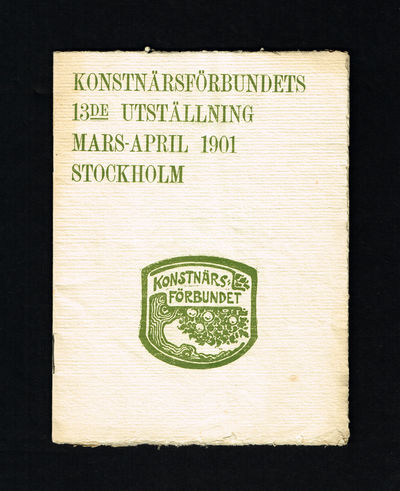 KONSTNÄRSFÖRBUNDETS
13DE UTSTÄLLNING
MARS-APRIL 1901
STOCKHOLM
KONSTNÄRS-
FÖRBUNDET